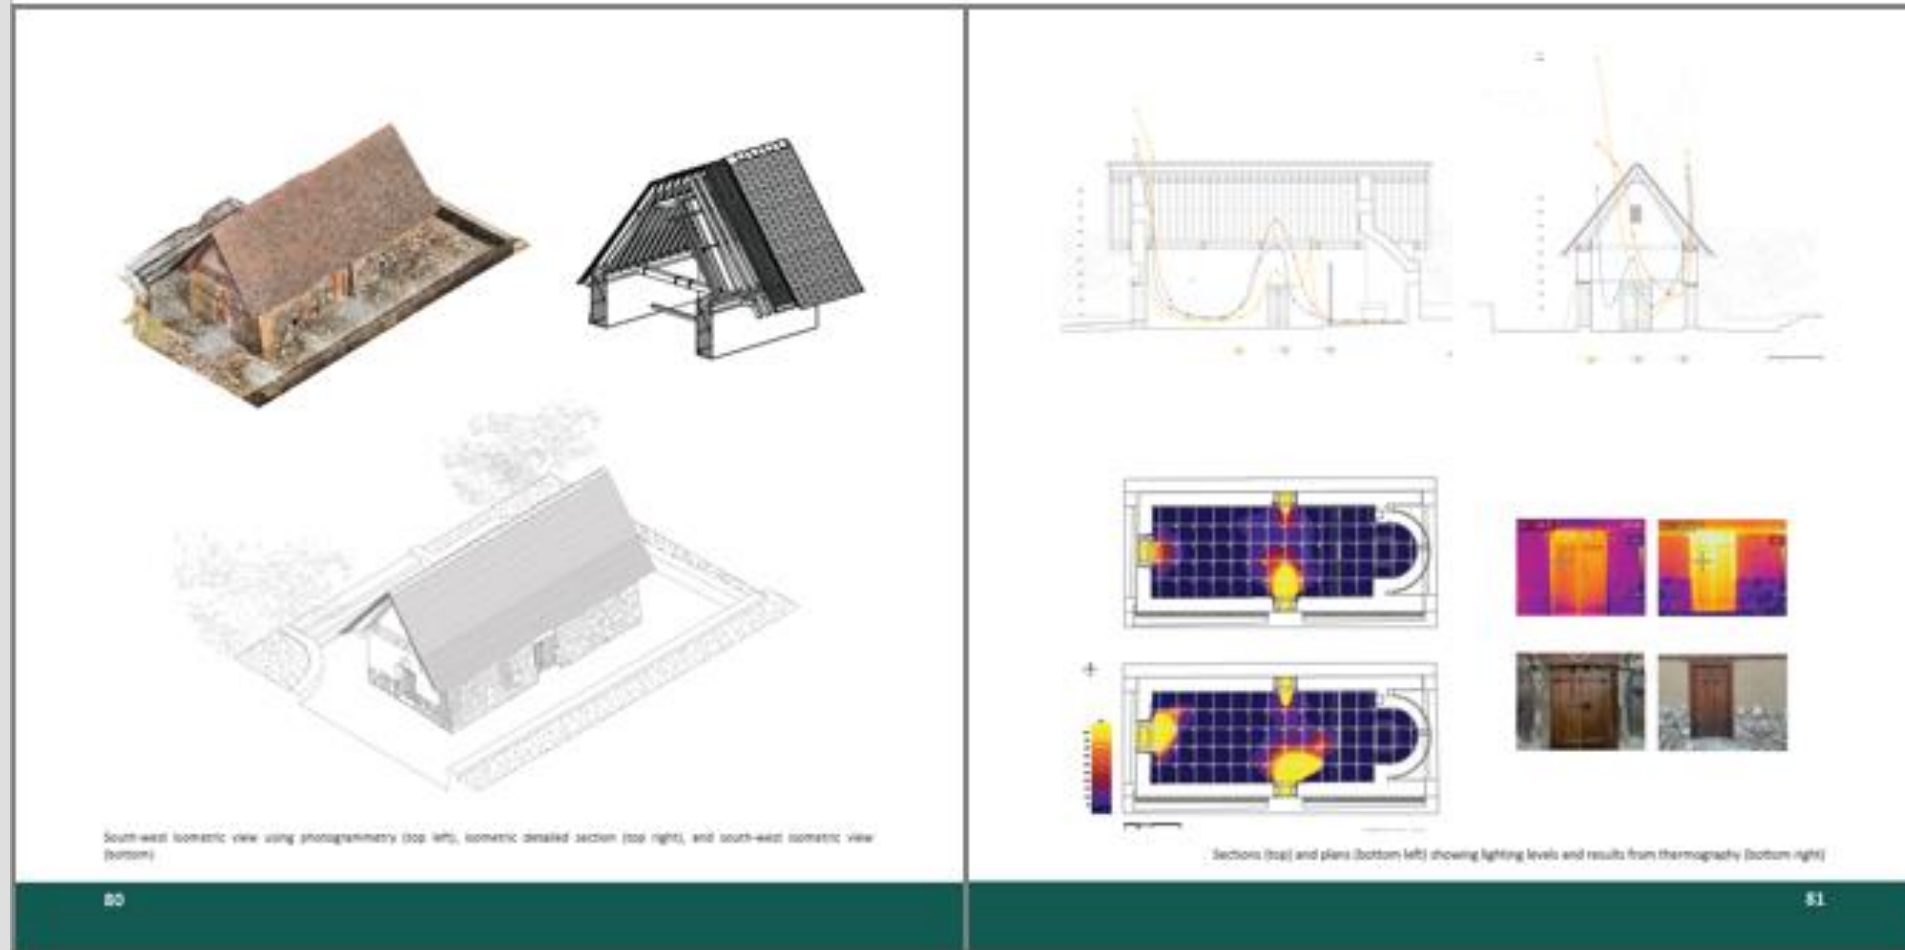 South-west isometric view using photogrammetry (top left), isometric detailed section (top right), and south-west isometric view
(bottom)
80
Sections (top) and plans (bottom left) showing lighting levels and results from thermography (bottom right)
81